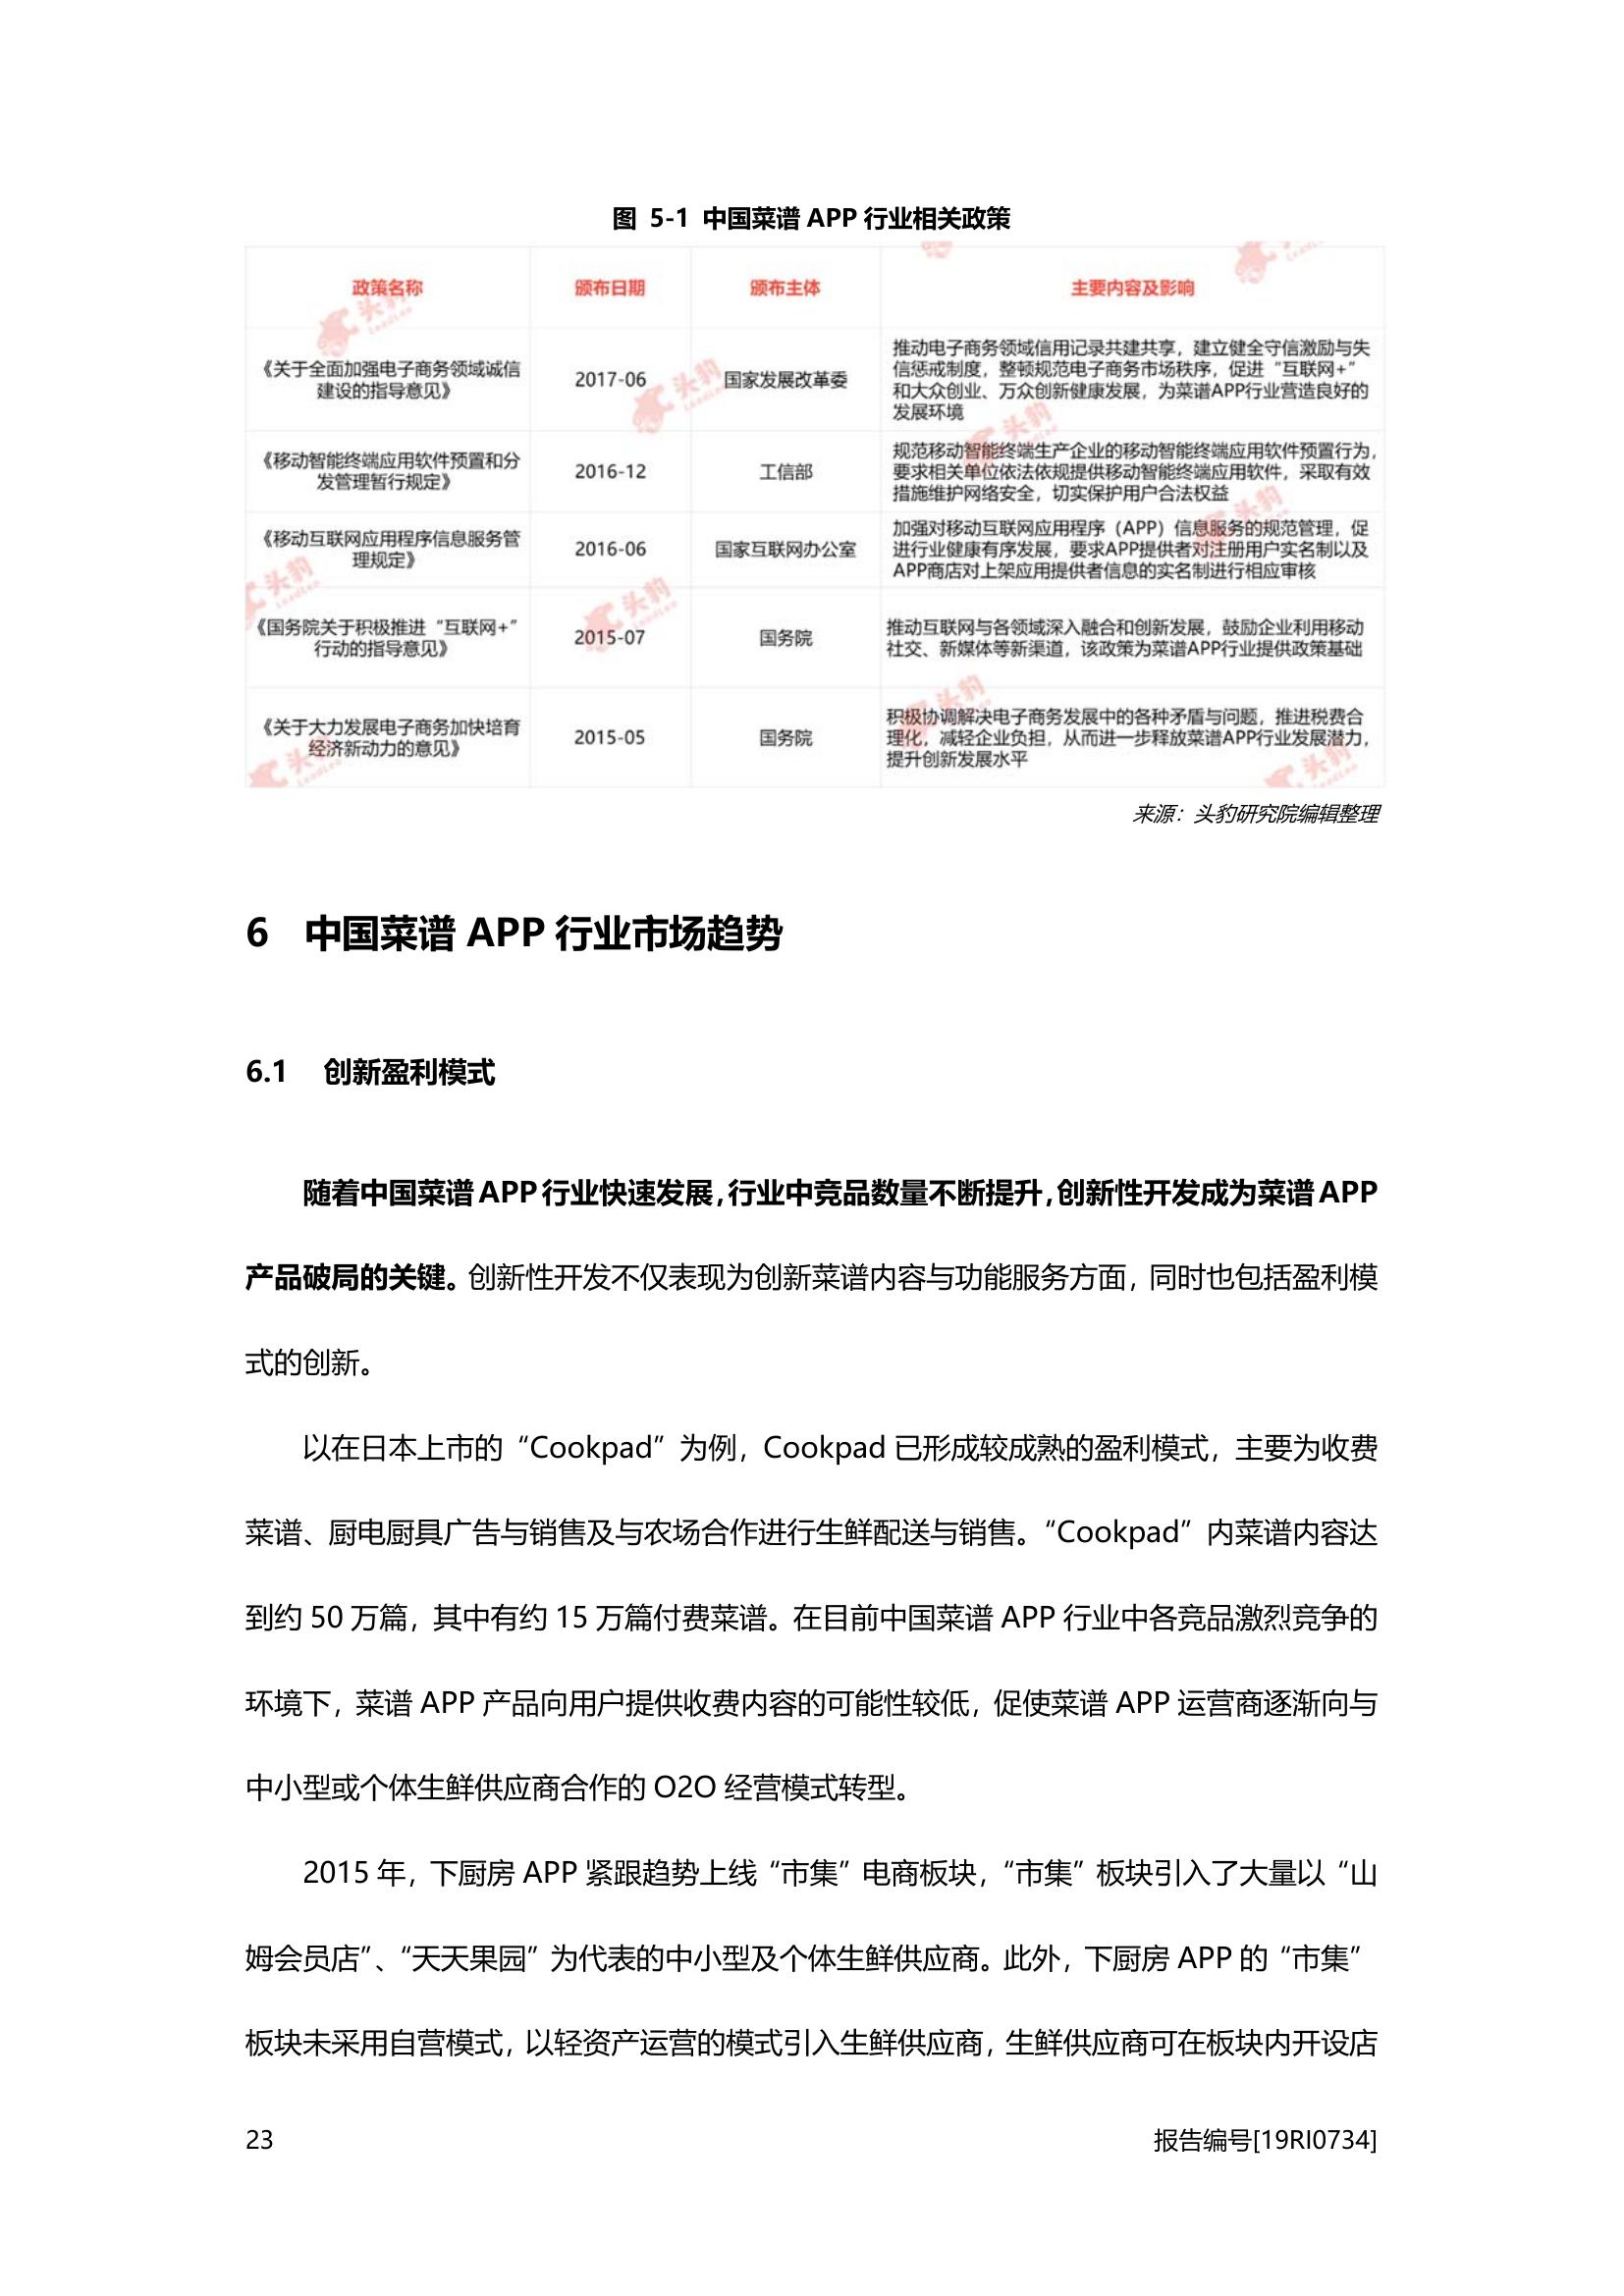 图 5-1 中国菜谱 APP 行业相关政策
政策名称
颁布日期
颁布主体
主要内容及影响
《关于全面加强电子商务领域诚信
建设的指导意见》
2017-06
国家发展改革委
推动电子商务领域信用记录共建共享，建立健全守信激励与失
信惩戒制度，整顿规范电子商务市场秩序，促进“互联网+”
和大众创业、万众创新健康发展，为菜谱APP行业营造良好的
发展环境
《移动智能终端应用软件预置和分
发管理暂行规定》
2016-12
工信部
规范移动智能终端生产企业的移动智能终端应用软件预置行为，
要求相关单位依法依规提供移动智能终端应用软件，采取有效
措施维护网络安全，切实保护用户合法权益
《移动互联网应用程序信息服务管
理规定》
2016-06
国家互联网办公室
加强对移动互联网应用程序（APP）信息服务的规范管理，促
进行业健康有序发展，要求APP提供者对注册用户实名制以及
APP商店对上架应用提供者信息的实名制进行相应审核
《国务院关于积极推进“互联网+”
行动的指导意见》
2015-07
国务院
推动互联网与各领域深入融合和创新发展，鼓励企业利用移动
社交、新媒体等新渠道，该政策为菜谱APP行业提供政策基础
《关于大力发展电子商务加快培育
经济新动力的意见》
2015-05
国务院
积极协调解决电子商务发展中的各种矛盾与问题，推进税费合
理化，减轻企业负担，从而进一步释放菜谱APP行业发展潜力，
提升创新发展水平
来源：头豹研究院编辑整理
6 中国菜谱 APP 行业市场趋势
6.1 创新盈利模式
随着中国菜谱 APP 行业快速发展，行业中竞品数量不断提升，创新性开发成为菜谱 APP
产品破局的关键。创新性开发不仅表现为创新菜谱内容与功能服务方面，同时也包括盈利模
式的创新。
以在日本上市的“Cookpad”为例，Cookpad 已形成较成熟的盈利模式，主要为收费
菜谱、厨电厨具广告与销售及与农场合作进行生鲜配送与销售。“Cookpad”内菜谱内容达
到约 50 万篇，其中有约 15 万篇付费菜谱。在目前中国菜谱 APP 行业中各竞品激烈竞争的
环境下，菜谱 APP 产品向用户提供收费内容的可能性较低，促使菜谱 APP 运营商逐渐向与
中小型或个体生鲜供应商合作的 O2O 经营模式转型。
2015 年，下厨房 APP 紧跟趋势上线“市集”电商板块，“市集”板块引入了大量以“山
姆会员店”、“天天果园”为代表的中小型及个体生鲜供应商。此外，下厨房 APP 的“市集”
板块未采用自营模式，以轻资产运营的模式引入生鲜供应商，生鲜供应商可在板块内开设店
23
报告编号[19RI0734]